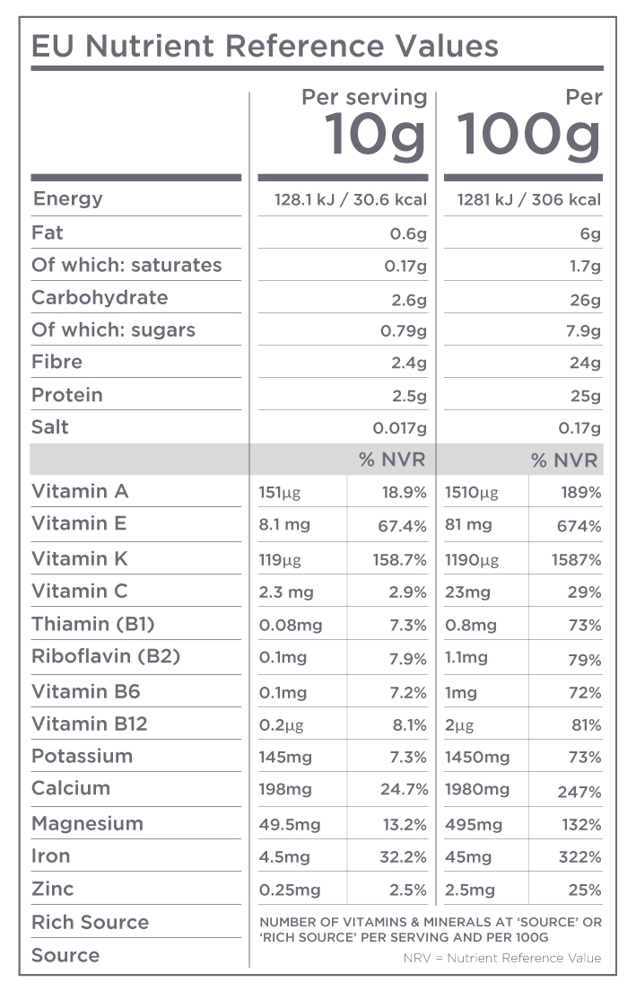 EU Nutrient Reference Values
Per serving Per
10g 100g
Energy 128.1 kJ / 30.6 kcal 1281 kJ / 306 kcal
Fat 0.6g 6g
Of which: saturates 0.17g 1.7g
Carbohydrate 2.6g 26g
Of which: sugars 0.79g 7.9g
Fibre 2.4g 24g
Protein 2.5g 25g
Salt 0.017g 0.17g
% NVR % NVR
Vitamin A 151µg 18.9% 1510µg 189%
Vitamin E 8.1 mg 67.4% 81 mg 674%
Vitamin K 119µg 158.7% 1190µg 1587%
Vitamin C 2.3 mg 2.9% 23mg 29%
Thiamin (B1) 0.08mg 7.3% 0.8mg 73%
Riboflavin (B2) 0.1mg 7.9% 1.1mg 79%
Vitamin B6 0.1mg 7.2% 1mg 72%
Vitamin B12 0.2µg 8.1% 2µg 81%
Potassium 145mg 7.3% 1450mg 73%
Calcium 198mg 24.7% 1980mg 247%
Magnesium 49.5mg 13.2% 495mg 132%
Iron 4.5mg 32.2% 45mg 322%
Zinc 0.25mg 2.5% 2.5mg 25%
Rich Source NUMBER OF VITAMINS & MINERALS AT ‘SOURCE’ OR
‘RICH SOURCE’ PER SERVING AND PER 100G
Source NRV = Nutrient Reference Value